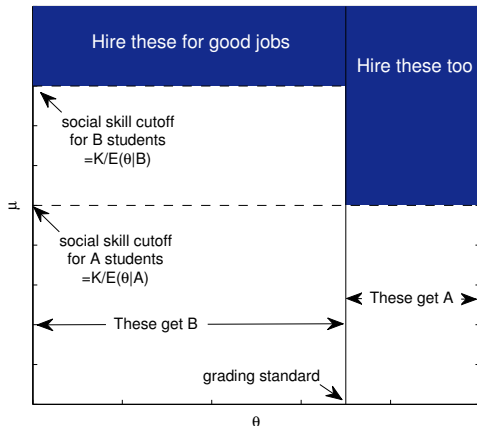 Hire these for good jobs
Hire these too
social skill cutoff
for B students
=K/E(θ|B)
μ
social skill cutoff
for A students
=K/E(θ|A)
These get A
These get B
grading standard
θ